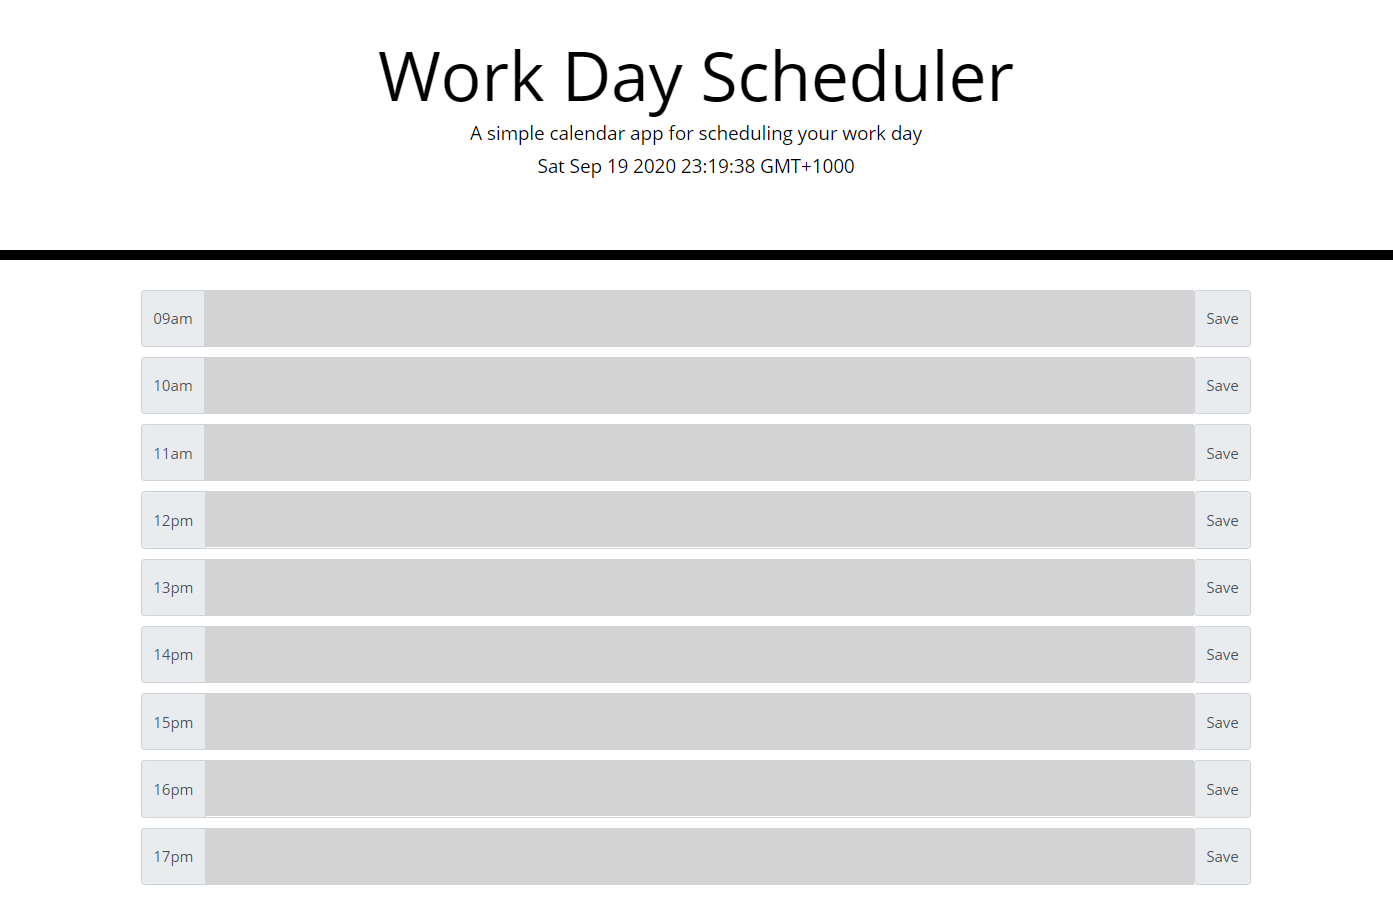 Work Day Scheduler
A simple calendar app for scheduling your work day
Sat Sep 19 2020 23:19:38 GMT+1000
09am Save
10am Save
11am Save
12pm Save
13pm Save
14pm Save
15pm Save
16pm Save
17pm Save